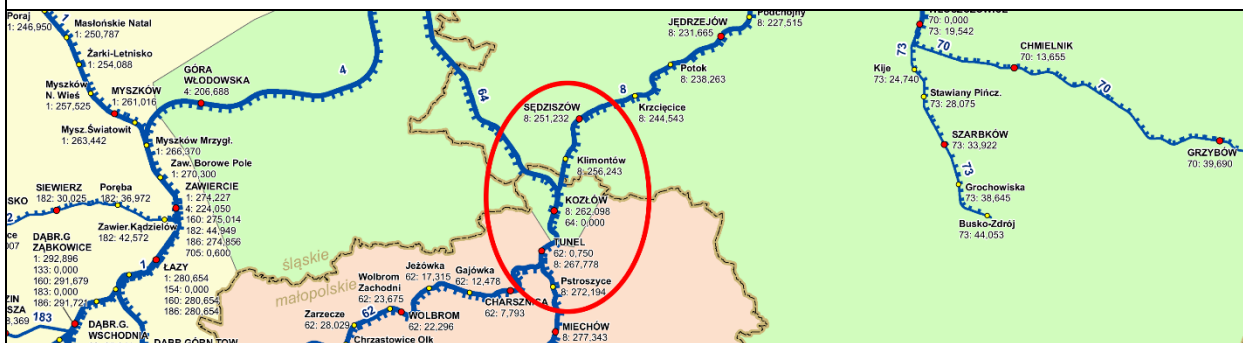 Poraj
1: 246,950
Masłońskie Natal
1: 250,787
Żarki-Letnisko
1: 254,088
Myszków
N. Wieś
1: 257,525
MYSZKÓW
1: 261,016
Mysz.Światowit
1: 263,442
GÓRA
WŁODOWSKA
4: 206,688
4
Myszków Mrzygł.
1: 266,370
Zaw. Borowe Pole
1: 270,300
ZAWIERCIE
1: 274,227
4: 224,050
160: 275,014
182: 44,949
186: 274,856
705: 0,600
SIEWIERZ
182: 30,025
Poręba
182: 36,972
Zawier.Kądzielów
182: 42,572
DĄBR.G
ZĄBKOWICE
1: 292,896
133: 0,000
160: 291,679
183: 0,000
186: 291,721
1
ŁAZY
1: 280,654
154: 0,000
160: 280,654
186: 280,654
183
DĄBR.G.
WSCHODNIA
śląskie
małopolskie
64
JĘDRZEJÓW
8: 231,665
Podchojny
8: 227,515
Potok
8: 238,263
8
Krzcięcice
8: 244,543
SĘDZISZÓW
8: 251,232
Klimontów
8: 256,243
KOZŁÓW
8: 262,098
64: 0,000
TUNEL
62: 0,750
8: 267,778
Pstroszyce
8: 272,194
MIECHÓW
8: 277,343
CHARSZNICA
62: 7,793
Gajówka
62: 12,478
Jeżówka
62: 17,315
Wolbrom
Zachodni
62: 23,675
62
WOLBROM
62: 22,296
Zarzecze
62: 28,029
Chrzastowice Olk
70: 0,000
73: 19,542
73
70
CHMIELNIK
70: 13,655
70
Kije
73: 24,740
Stawiany Pińcz.
73: 28,075
SZARBKÓW
73: 33,922
73
Grochowiska
73: 38,645
Busko-Zdrój
73: 44,053
GRZYBÓW
70: 39,690